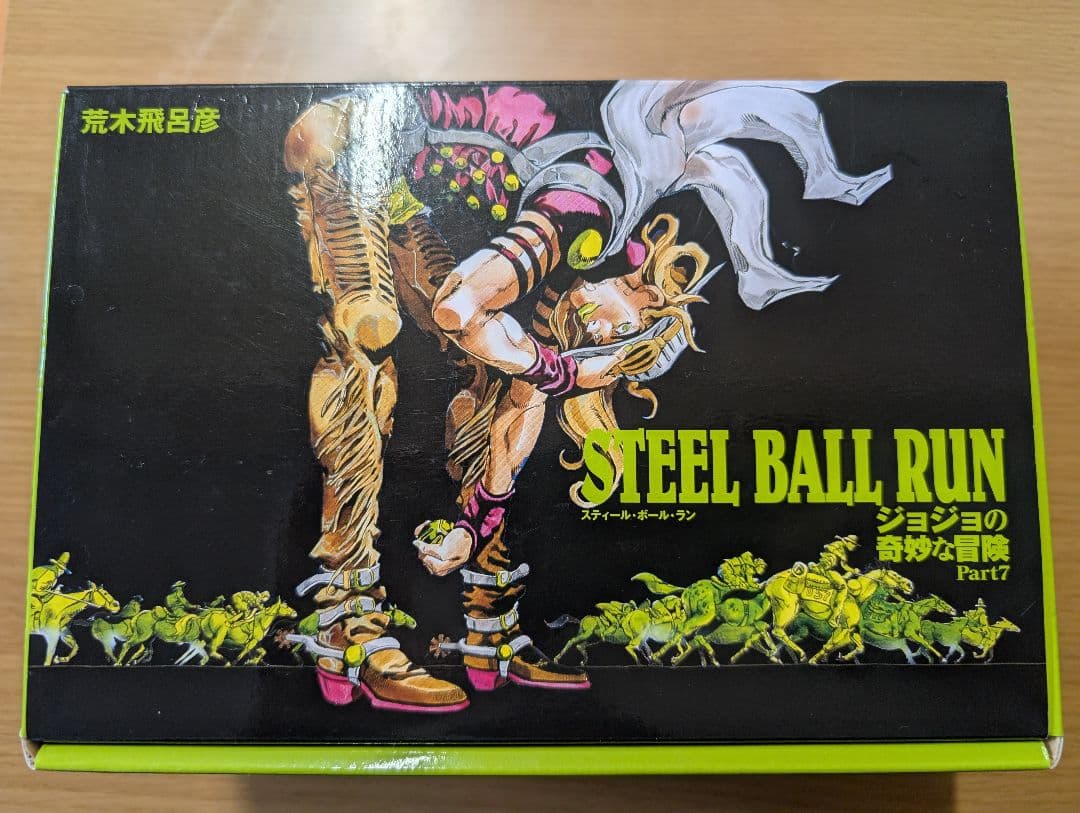 荒木飛呂彦
STEEL BALL RUN
スティール・ボール・ラン
ジョジョの
奇妙な冒険
Part7